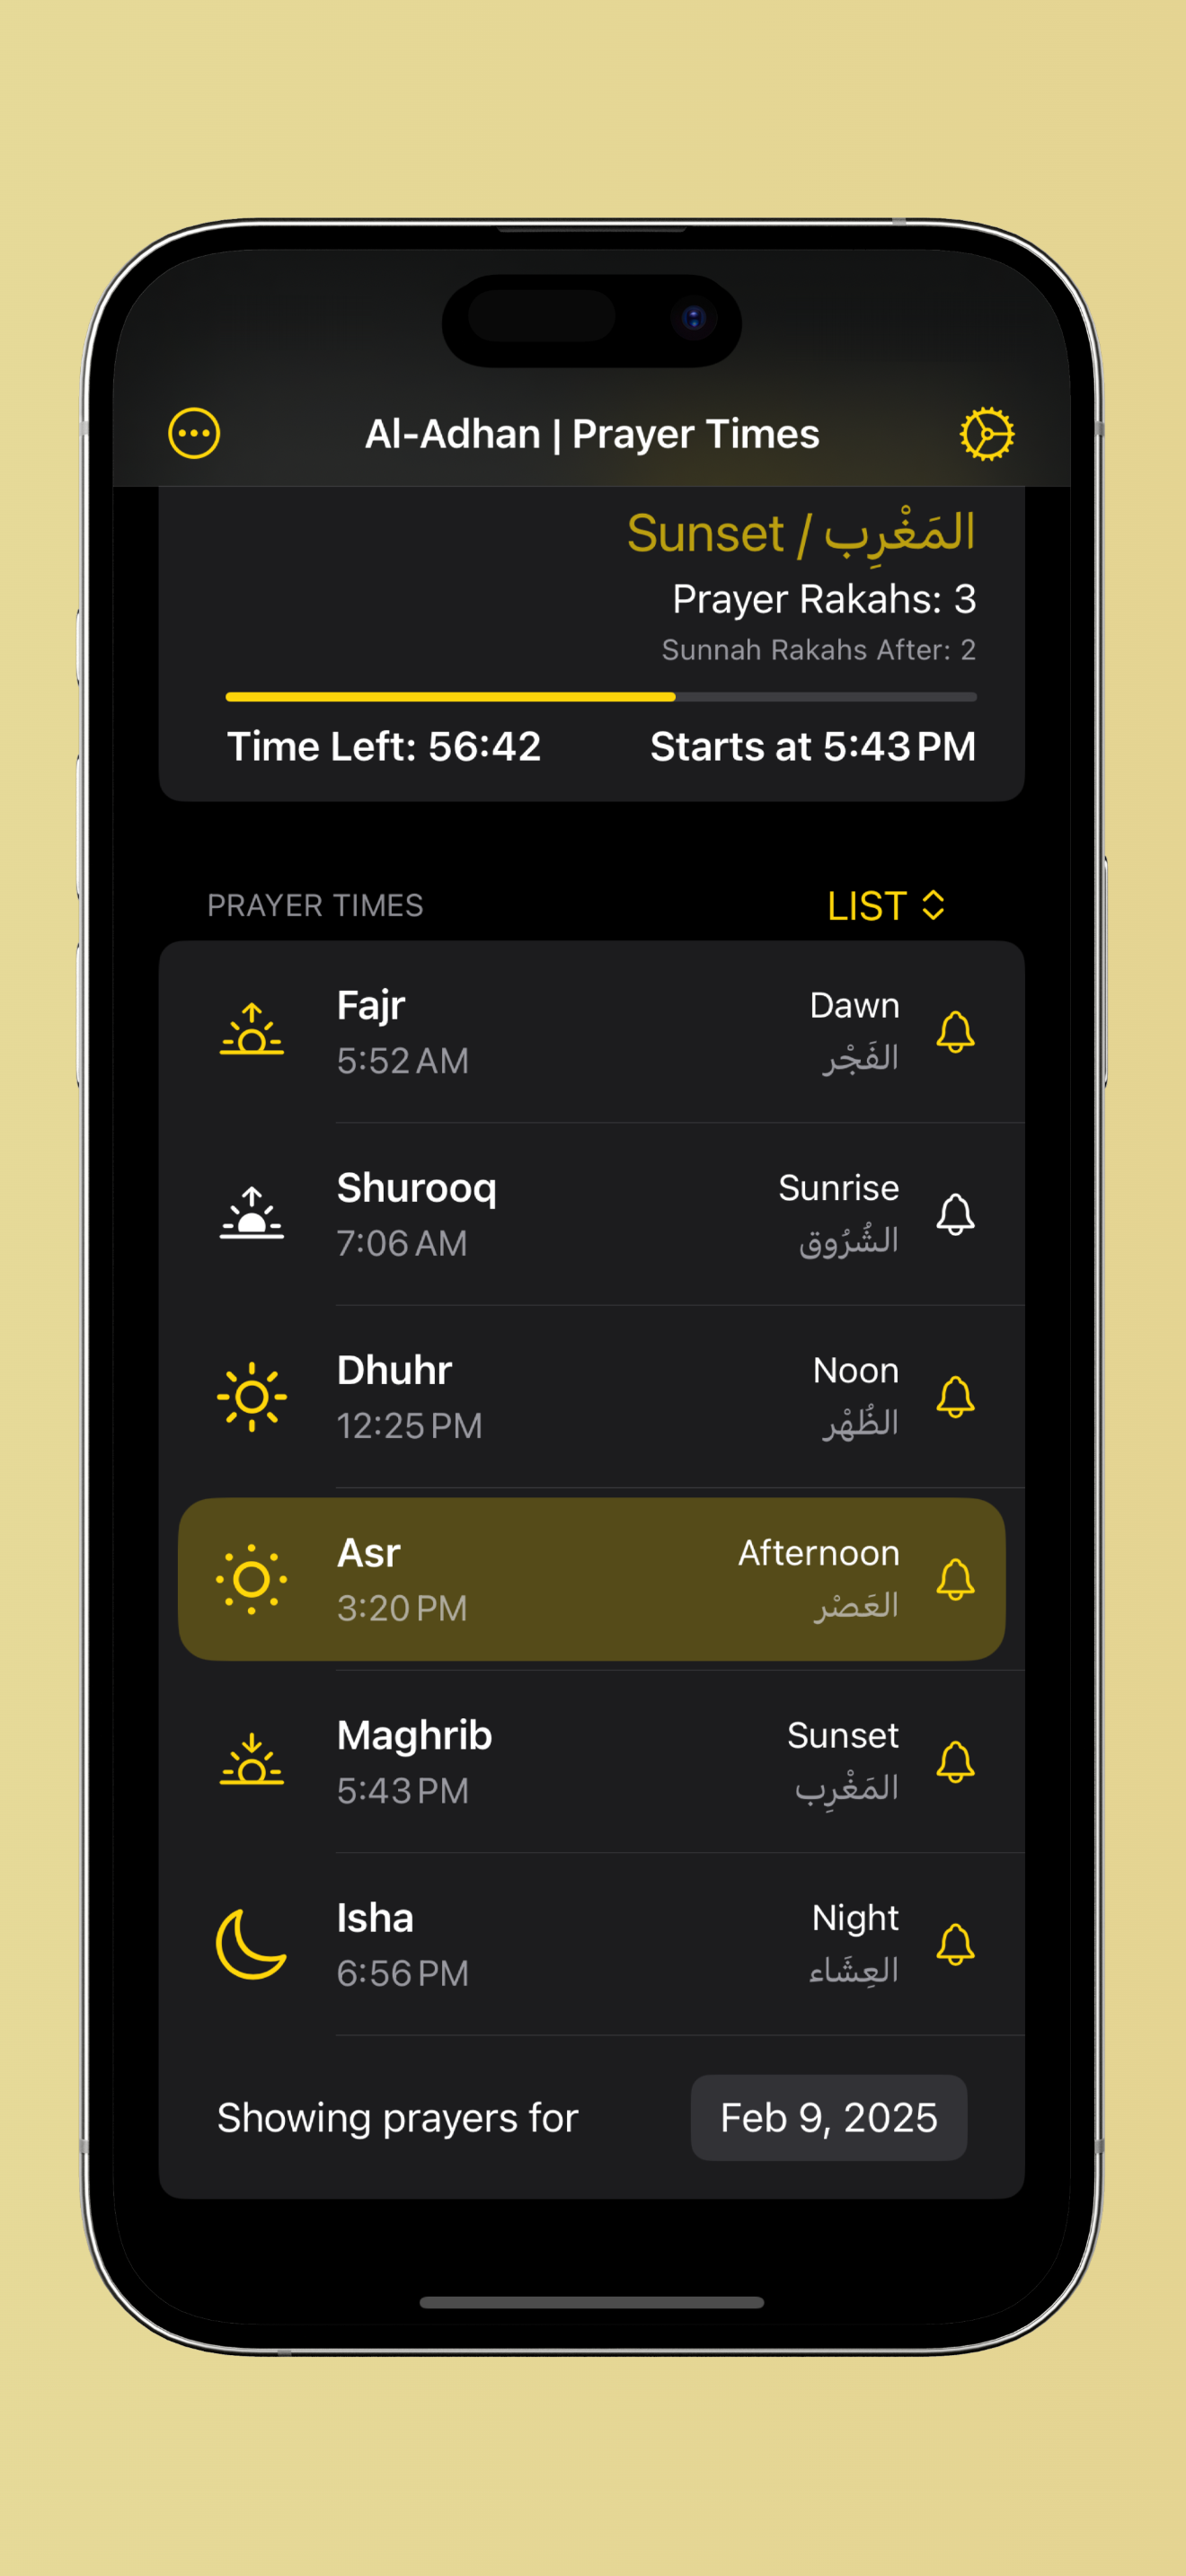 Al-Adhan | Prayer Times
Sunset / المَغْرِب
Prayer Rakahs: 3
Sunnah Rakahs After: 2
Time Left: 56:42 Starts at 5:43 PM
PRAYER TIMES LIST
Fajr Dawn
5:52 AM الفَجْر
Shurooq Sunrise
7:06 AM الشُرُوق
Dhuhr Noon
12:25 PM الظُهْر
Asr Afternoon
3:20 PM العَصْر
Maghrib Sunset
5:43 PM المَغْرِب
Isha Night
6:56 PM العِشَاء
Showing prayers for Feb 9, 2025